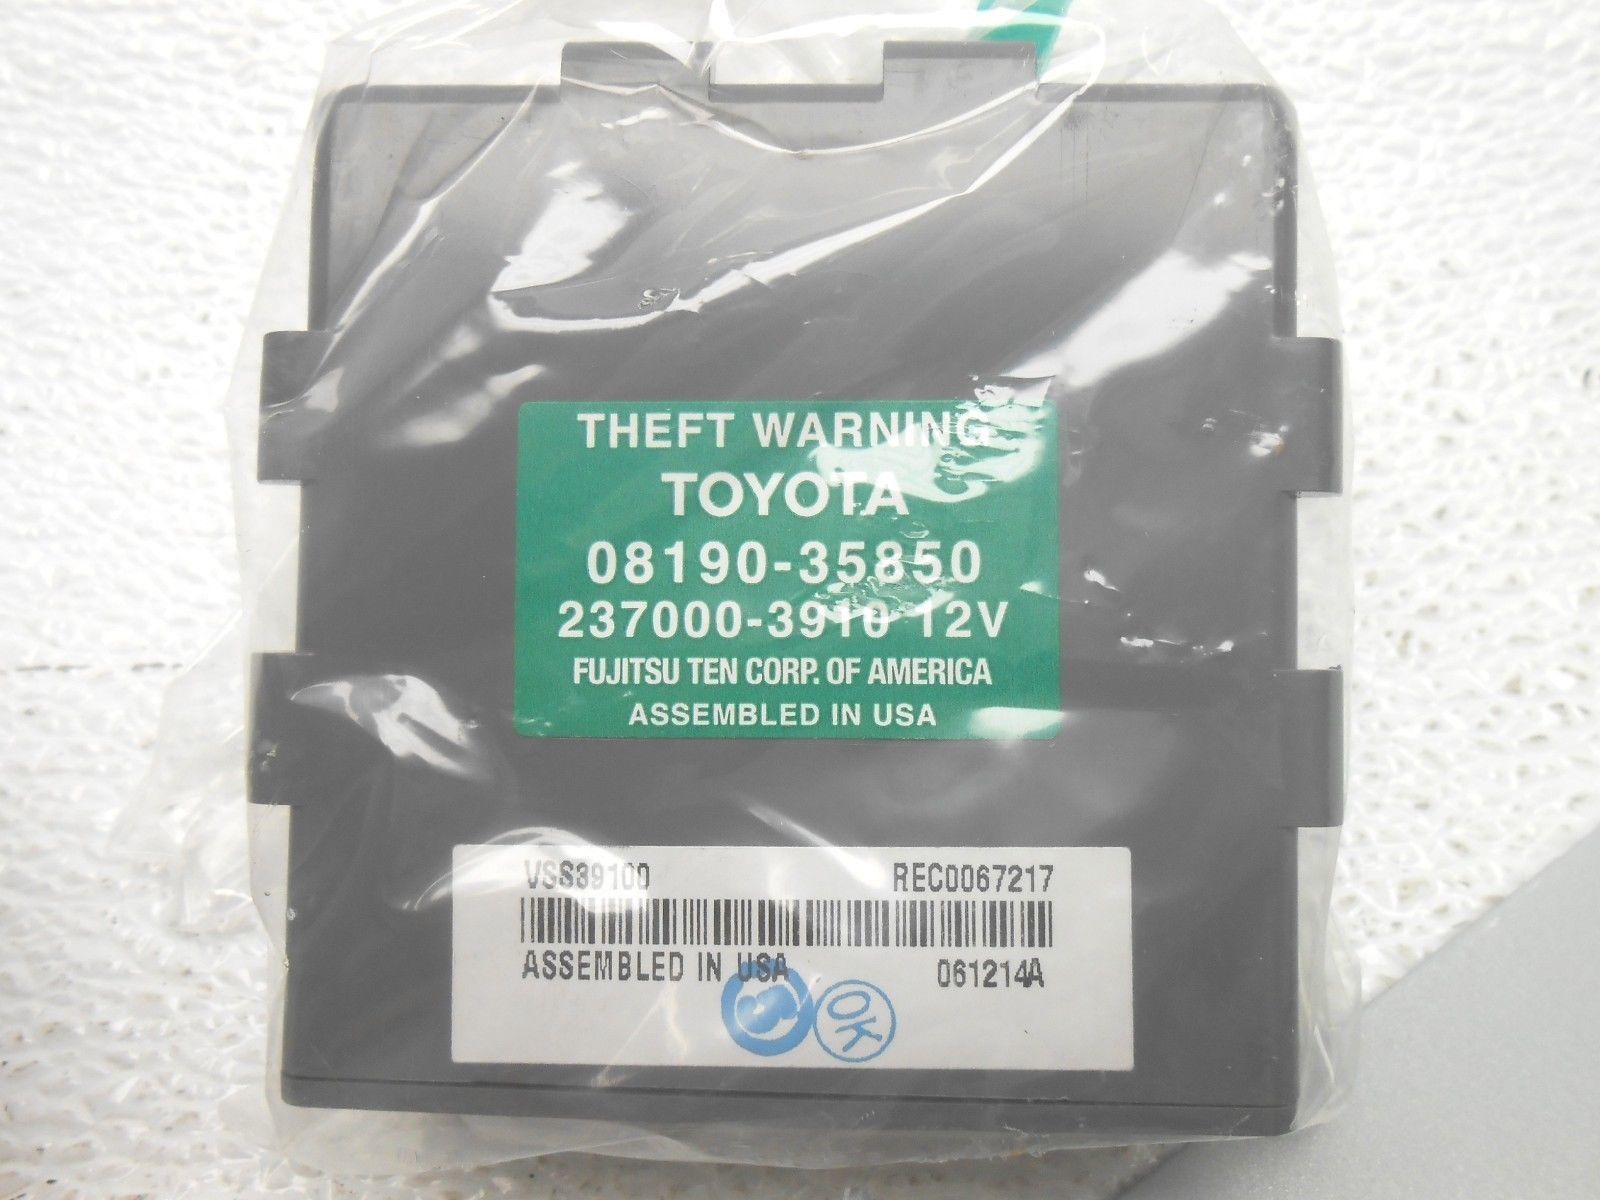 THEFT WARNING
TOYOTA
08190-35850
237000-3910 12V
FUJITSU TEN CORP. OF AMERICA
ASSEMBLED IN USA
VSS39100 REC0067217
ASSEMBLED IN USA 061214A
OK